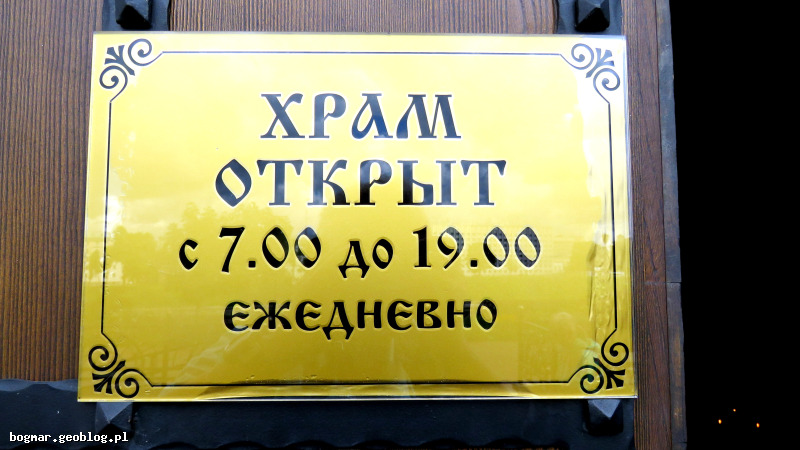 ХРАМ
ОТКРЫТ
с 7.00 до 19.00
ЕЖЕДНЕВНО
bogmar.geoblog.pl